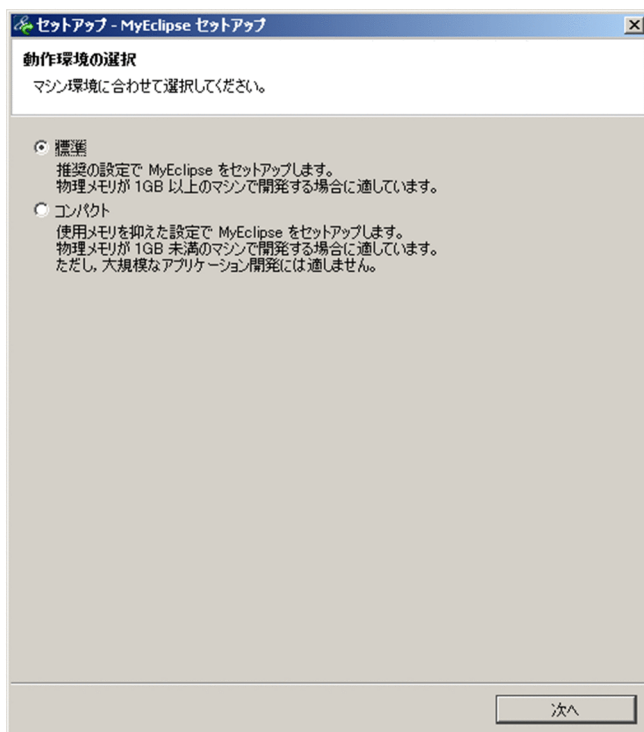 セットアップ - MyEclipse セットアップ
動作環境の選択
マシン環境に合わせて選択してください。
標準
推奨の設定で MyEclipse をセットアップします。
物理メモリが 1GB 以上のマシンで開発する場合に適しています。
コンパクト
使用メモリを抑えた設定で MyEclipse をセットアップします。
物理メモリが 1GB 未満のマシンで開発する場合に適しています。
ただし, 大規模なアプリケーション開発には適しません。
次へ